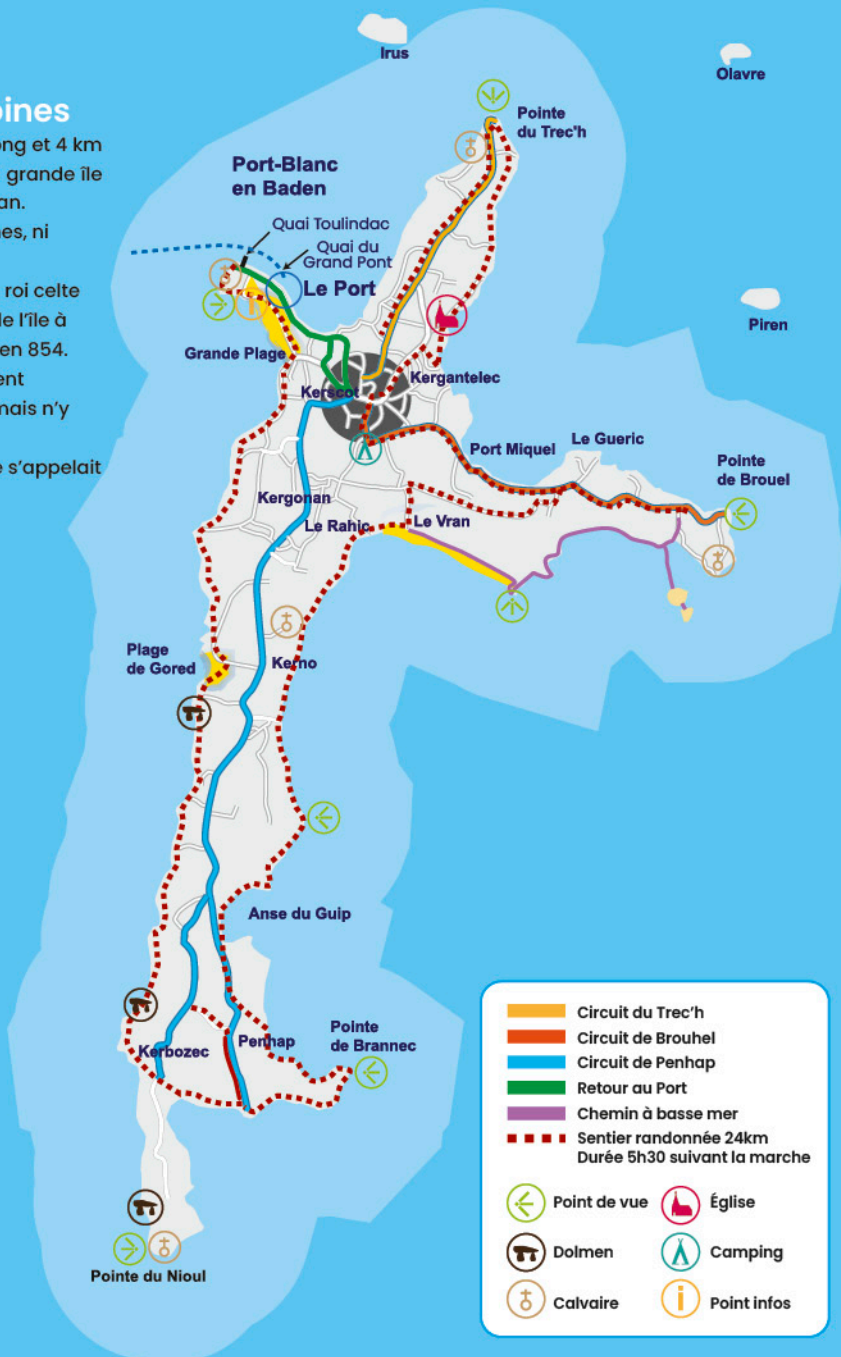 oines
ong et 4 km
grande île
an.
nes, ni
roi celte
de l'île à
en 854.
ent
mais n'y
e s'appelait
Irus
Olavre
Pointe
du Trec'h
Port-Blanc
en Baden
Quai Toulindac
Quai du
Grand Pont
Le Port
Piren
Grande Plage
Kerscot
Kergantelec
Port Miquel
Le Gueric
Pointe
de Brouel
Kergonan
Le Rahic
Le Vran
Plage
de Gored
Kerno
Anse du Guip
Pointe
de Brannec
Kerbozec
Penhap
Pointe du Nioul
Circuit du Trec'h
Circuit de Brouhel
Circuit de Penhap
Retour au Port
Chemin à basse mer
Sentier randonnée 24km
Durée 5h30 suivant la marche
Point de vue
Église
Dolmen
Camping
Calvaire
Point infos